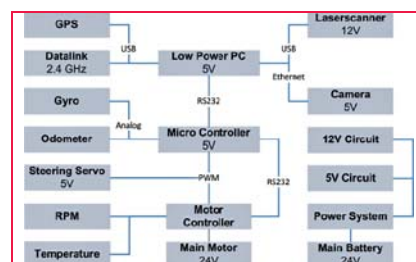 GPS
Laserscanner
12V
USB
USB
Datalink
2.4 GHz
Low Power PC
5V
Ethernet
Gyro
RS232
Camera
5V
Analog
Odometer
Micro Controller
5V
12V Circuit
Steering Servo
5V
PWM
RS232
5V Circuit
RPM
Motor
Controller
Power System
Temperature
Main Motor
24V
Main Battery
24V